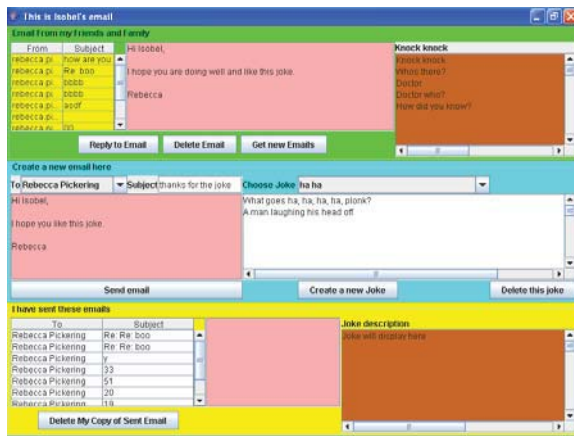 This is Isobel's email
Email from my friends and Family
From Subject
rebecca.pi... how are you
rebecca.pi... Re: boo
rebecca.pi... bbbb
rebecca.pi... bbbb
rebecca.pi... asdf
rebecca.pi...
rebecca.pi... 00
Hi Isobel,
I hope you are doing well and like this joke.
Rebecca
Knock knock
Knock knock
Whos there?
Doctor
Doctor who?
How did you know?
Reply to Email Delete Email Get new Emails
Create a new email here
To Rebecca Pickering Subject thanks for the joke Choose Joke ha ha
Hi Isobel,
I hope you like this joke.
Rebecca
What goes ha, ha, ha, ha, plonk?
A man laughing his head off
Send email Create a new Joke Delete this joke
I have sent these emails
To Subject
Rebecca Pickering Re: Re: boo
Rebecca Pickering Re: Re: boo
Rebecca Pickering y
Rebecca Pickering 33
Rebecca Pickering 51
Rebecca Pickering 20
Rebecca Pickering 19
Joke description
Joke will display here
Delete My Copy of Sent Email